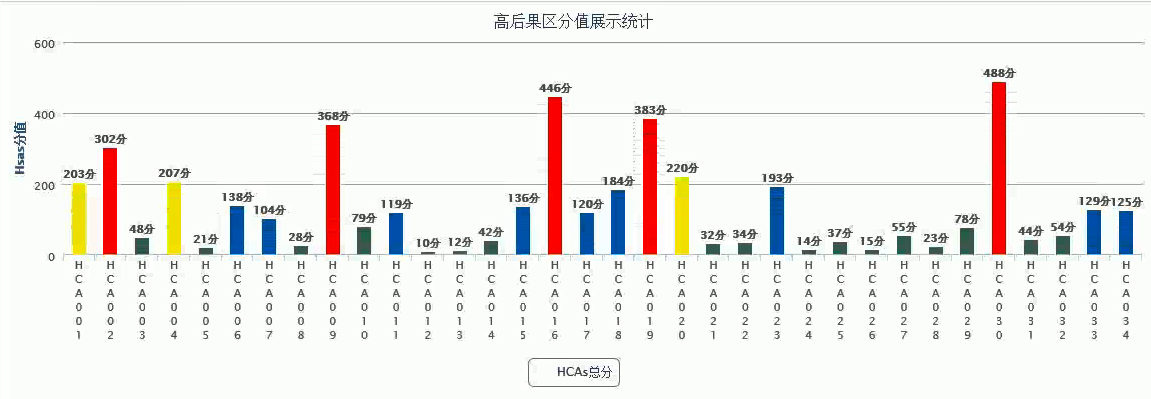 高后果区分值展示统计
Hsas分值
600
400
200
0
203分
302分
48分
207分
21分
138分
104分
28分
368分
79分
119分
10分
12分
42分
136分
446分
120分
184分
383分
220分
32分
34分
193分
14分
37分
15分
55分
23分
78分
488分
44分
54分
129分
125分
HCA001
HCA002
HCA003
HCA004
HCA005
HCA006
HCA007
HCA008
HCA009
HCA010
HCA011
HCA012
HCA013
HCA014
HCA015
HCA016
HCA017
HCA018
HCA019
HCA020
HCA021
HCA022
HCA023
HCA024
HCA025
HCA026
HCA027
HCA028
HCA029
HCA030
HCA031
HCA032
HCA033
HCA034
HCAs总分